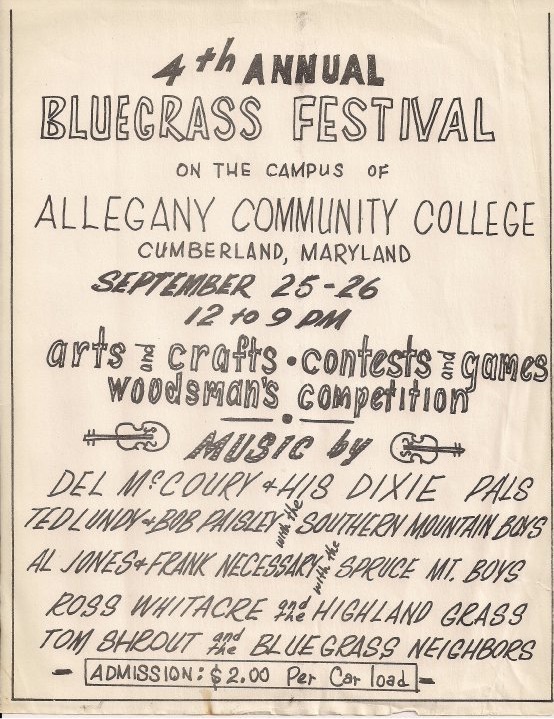 4th ANNUAL
BLUEGRASS FESTIVAL
ON THE CAMPUS OF
ALLEGANY COMMUNITY COLLEGE
CUMBERLAND, MARYLAND
SEPTEMBER 25-26
12 to 9 PM
arts and crafts • contests and games
woodsman's competition
MUSIC by
DEL McCOURY & HIS DIXIE PALS
TED LUNDY & BOB PAISLEY with the SOUTHERN MOUNTAIN BOYS
AL JONES & FRANK NECESSARY with the SPRUCE MT. BOYS
ROSS WHITACRE and the HIGHLAND GRASS
TOM SHROUT and the BLUEGRASS NEIGHBORS
ADMISSION: $2.00 Per Car load